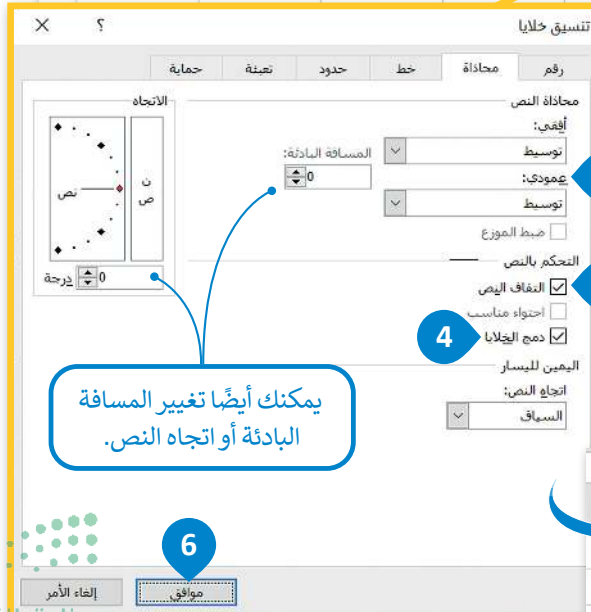 تنسيق خلايا
؟ ×
رقم
محاذاة
خط
حدود
تعبئة
حماية
محاذاة النص
أفقي:
توسيط
المسافة البادئة:
0
عمودي:
توسيط
ضبط الموزع
التحكم بالنص
التفاف النص
احتواء مناسب
دمج الخلايا
4
اليمين لليسار
اتجاه النص:
السياق
الاتجاه
ن
ص
نص
0 درجة
يمكنك أيضًا تغيير المسافة
البادئة أو اتجاه النص.
6
موافق
إلغاء الأمر